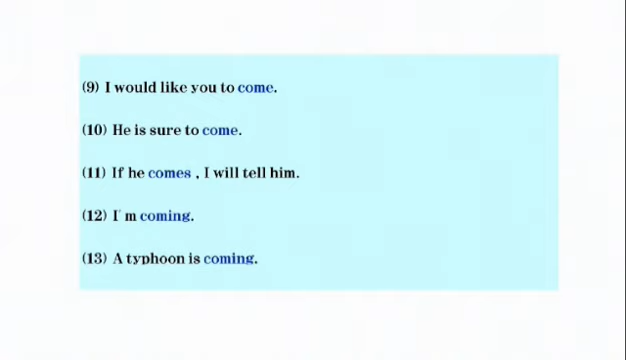 (9) I would like you to come.
(10) He is sure to come.
(11) If he comes , I will tell him.
(12) I' m coming.
(13) A typhoon is coming.